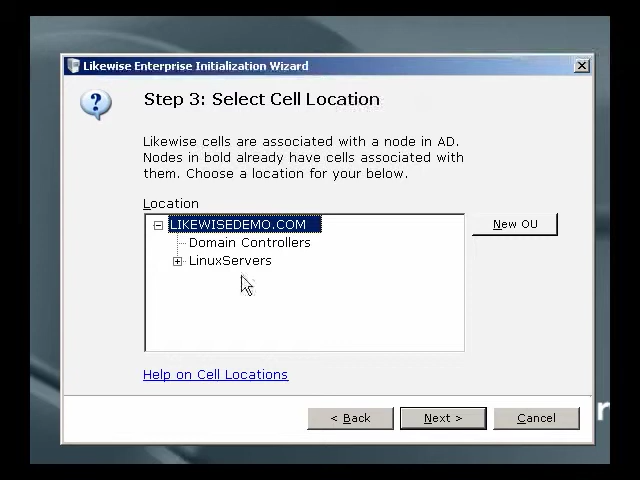 Likewise Enterprise Initialization Wizard
Step 3: Select Cell Location
Likewise cells are associated with a node in AD.
Nodes in bold already have cells associated with
them. Choose a location for your below.
Location
LIKEWISEDEMO.COM
New OU
Domain Controllers
LinuxServers
Help on Cell Locations
< Back
Next >
Cancel